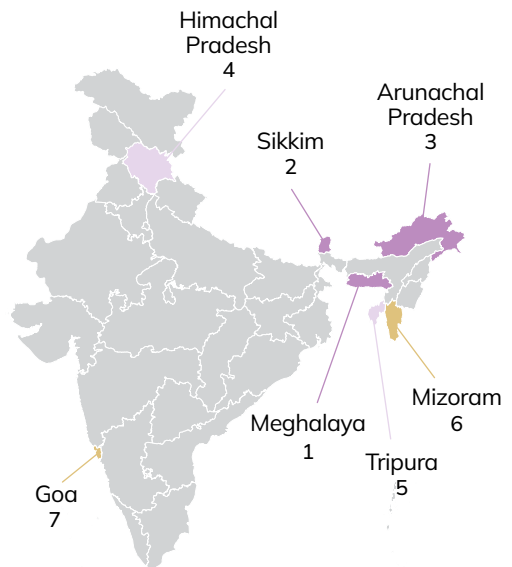 Himachal
Pradesh
4
Arunachal
Pradesh
3
Sikkim
2
Mizoram
6
Meghalaya
1
Tripura
5
Goa
7